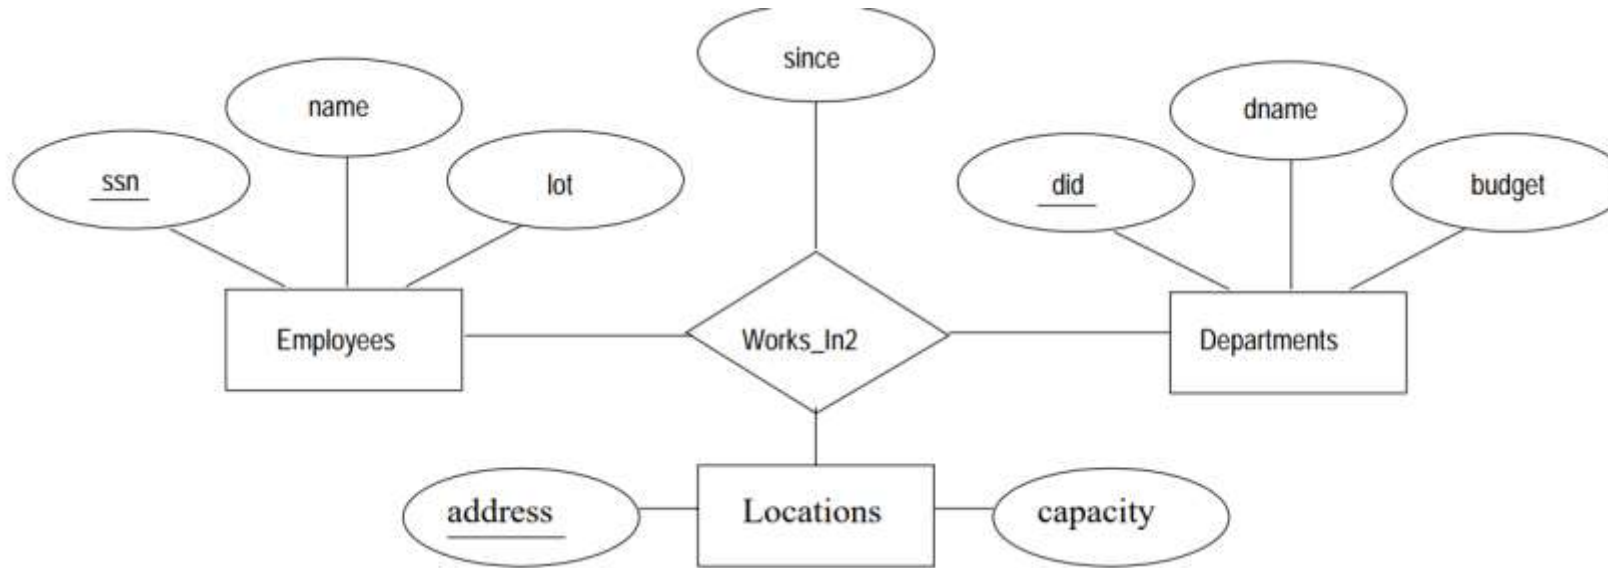 since
name
dname
ssn
lot
did
budget
Employees
Works_In2
Departments
address
Locations
capacity